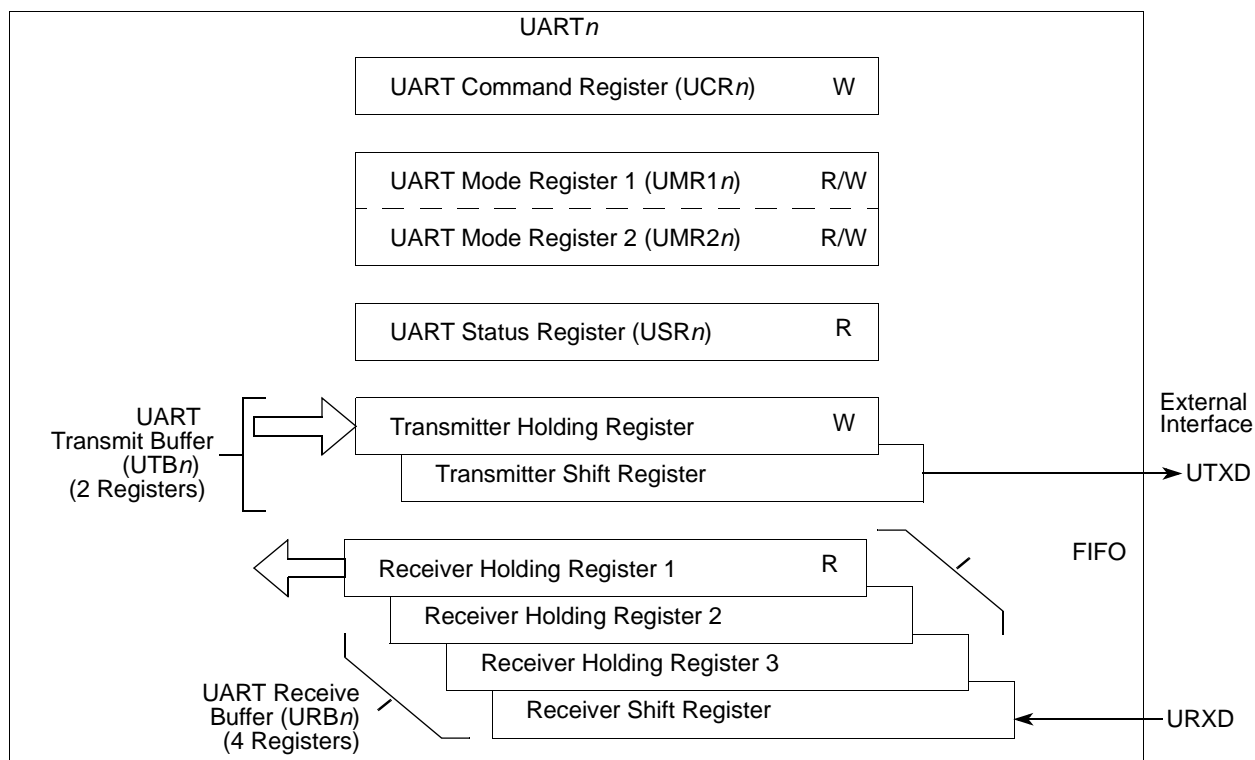 UARTn
UART Command Register (UCRn) W
UART Mode Register 1 (UMR1n) R/W
UART Mode Register 2 (UMR2n) R/W
UART Status Register (USRn) R
UART
Transmit Buffer
(UTBn)
(2 Registers)
Transmitter Holding Register W
Transmitter Shift Register
External
Interface
UTXD
FIFO
Receiver Holding Register 1 R
Receiver Holding Register 2
Receiver Holding Register 3
Receiver Shift Register
UART Receive
Buffer (URBn)
(4 Registers)
URXD